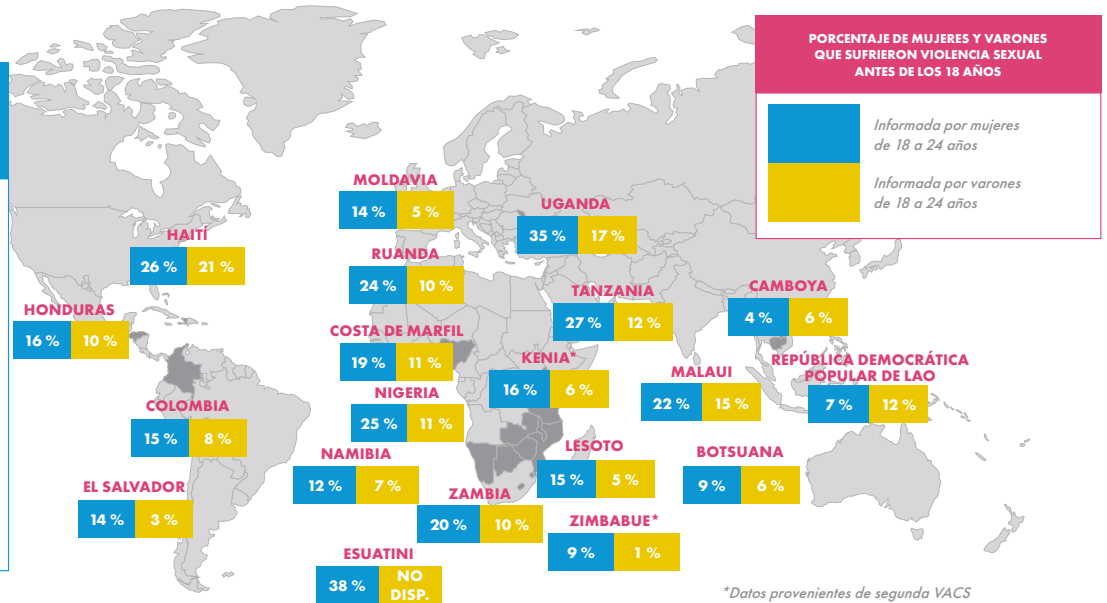 PORCENTAJE DE MUJERES Y VARONES
QUE SUFRIERON VIOLENCIA SEXUAL
ANTES DE LOS 18 AÑOS
Informada por mujeres
de 18 a 24 años
Informada por varones
de 18 a 24 años
MOLDAVIA
14 % 5 %
UGANDA
35 % 17 %
HAITÍ
26 % 21 %
RUANDA
24 % 10 %
TANZANIA
27 % 12 %
CAMBOYA
4 % 6 %
HONDURAS
16 % 10 %
COSTA DE MARFIL
19 % 11 %
KENIA*
16 % 6 %
MALAUI
22 % 15 %
REPÚBLICA DEMOCRÁTICA
POPULAR DE LAO
7 % 12 %
NIGERIA
25 % 11 %
COLOMBIA
15 % 8 %
NAMIBIA
12 % 7 %
LESOTO
15 % 5 %
BOTSUANA
9 % 6 %
EL SALVADOR
14 % 3 %
ZAMBIA
20 % 10 %
ZIMBABUE*
9 % 1 %
ESUATINI
38 % NO
DISP.
*Datos provenientes de segunda VACS